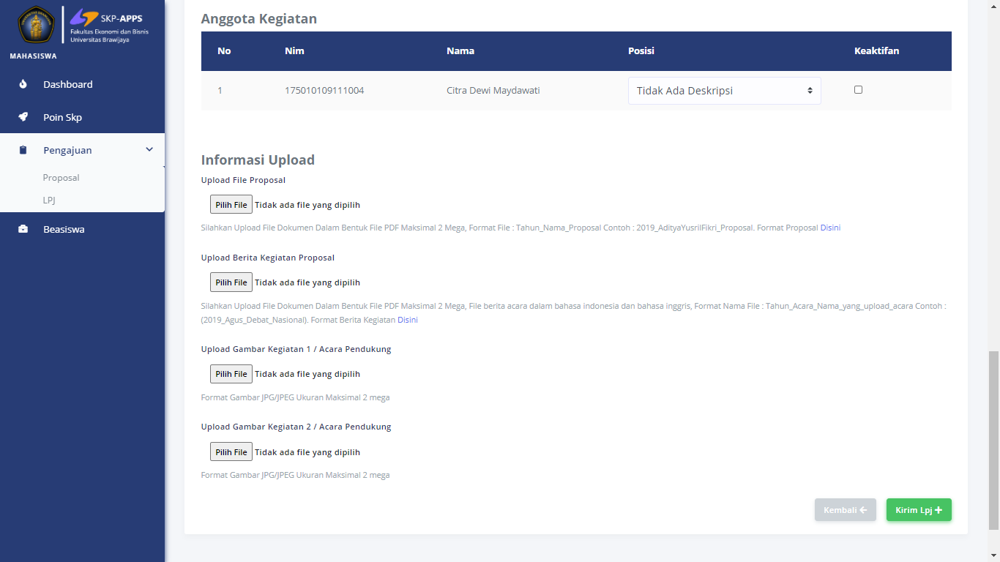 SKP-APPS
Fakultas Ekonomi dan Bisnis
Universitas Brawijaya
MAHASISWA
Dashboard
Poin Skp
Pengajuan
Proposal
LPJ
Beasiswa
Anggota Kegiatan
No Nim Nama Posisi Keaktifan
1 175010109111004 Citra Dewi Maydawati Tidak Ada Deskripsi
Informasi Upload
Upload File Proposal
Pilih File Tidak ada file yang dipilih
Silahkan Upload File Dokumen Dalam Bentuk File PDF Maksimal 2 Mega, Format File : Tahun_Nama_Proposal Contoh : 2019_AdityaYusrilFikri_Proposal. Format Proposal Disini
Upload Berita Kegiatan Proposal
Pilih File Tidak ada file yang dipilih
Silahkan Upload File Dokumen Dalam Bentuk File PDF Maksimal 2 Mega, File berita acara dalam bahasa indonesia dan bahasa inggris, Format Nama File : Tahun_Acara_Nama_yang_upload_acara Contoh :
(2019_Agus_Debat_Nasional). Format Berita Kegiatan Disini
Upload Gambar Kegiatan 1 / Acara Pendukung
Pilih File Tidak ada file yang dipilih
Format Gambar JPG/JPEG Ukuran Maksimal 2 mega
Upload Gambar Kegiatan 2 / Acara Pendukung
Pilih File Tidak ada file yang dipilih
Format Gambar JPG/JPEG Ukuran Maksimal 2 mega
Kembali Kirim Lpj